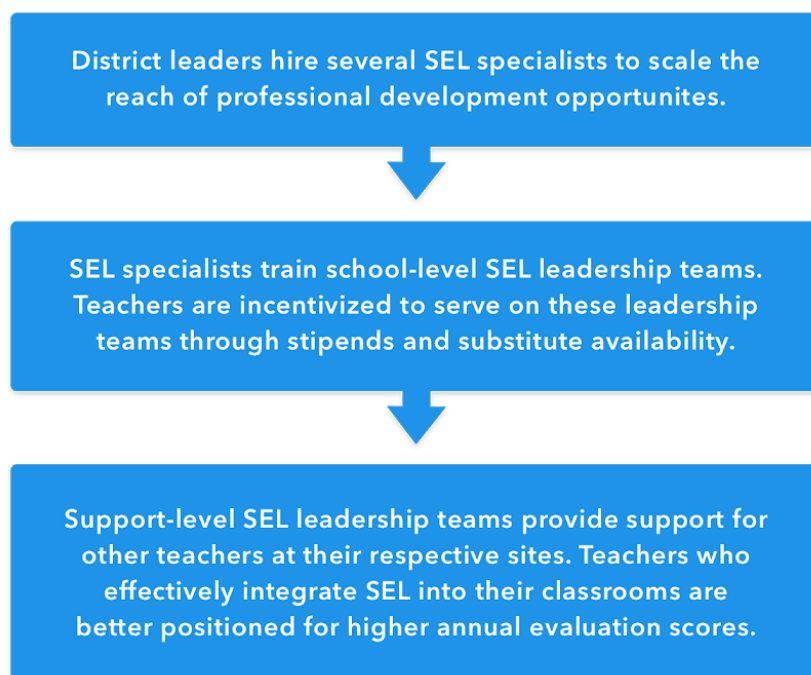 District leaders hire several SEL specialists to scale the
reach of professional development opportunites.
SEL specialists train school-level SEL leadership teams.
Teachers are incentivized to serve on these leadership
teams through stipends and substitute availability.
Support-level SEL leadership teams provide support for
other teachers at their respective sites. Teachers who
effectively integrate SEL into their classrooms are
better positioned for higher annual evaluation scores.